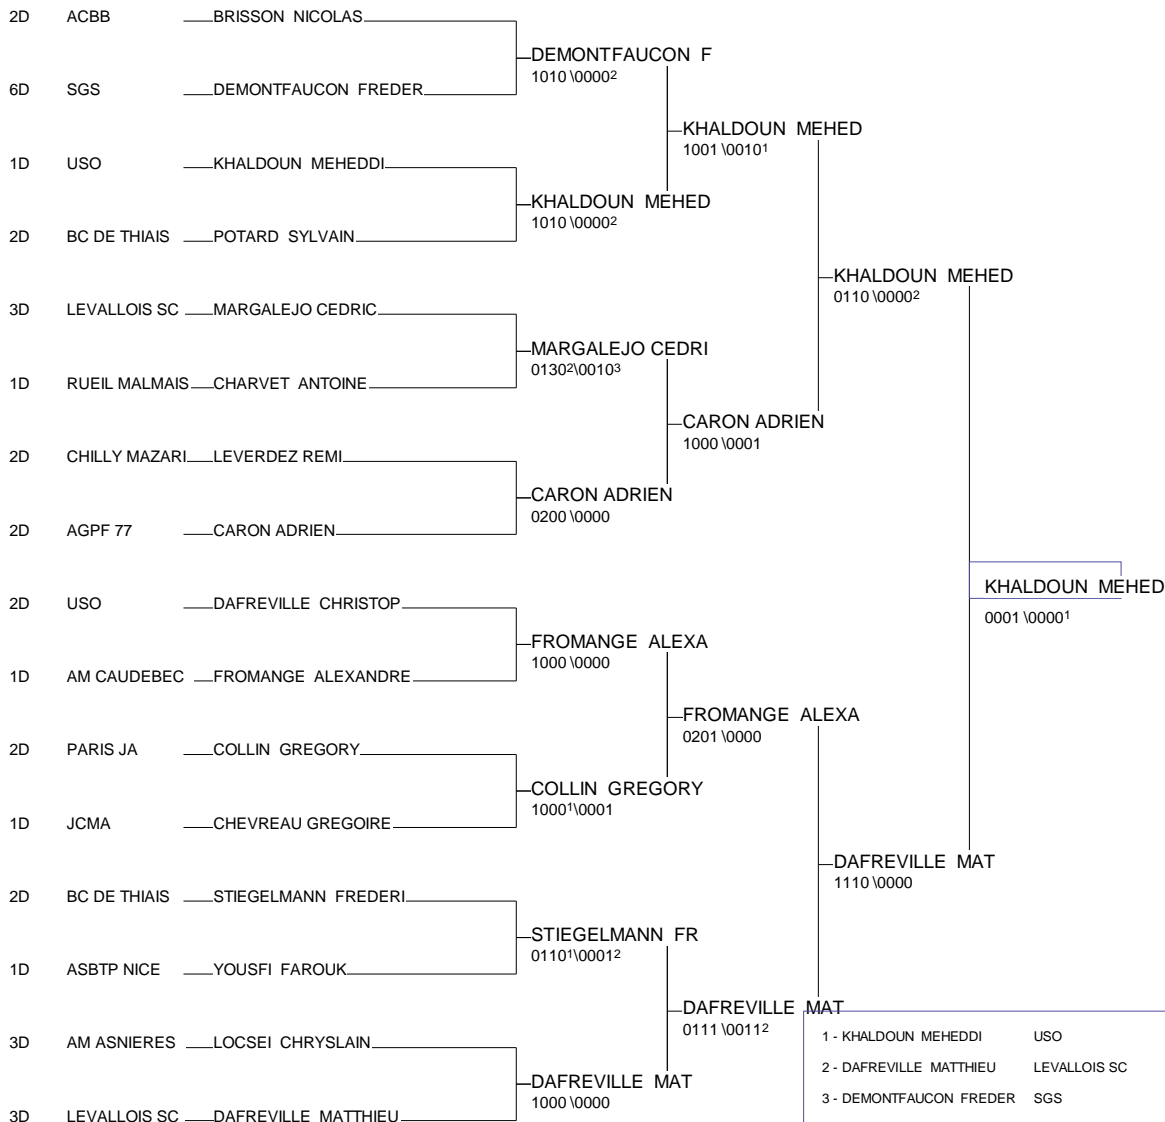 2D ACBB BRISSON NICOLAS
DEMONTFAUCON F
1010 \0000²
6D SGS DEMONTFAUCON FREDER
KHALDOUN MEHED
1001 \0010¹
1D USO KHALDOUN MEHEDDI
KHALDOUN MEHED
1010 \0000²
2D BC DE THIAIS POTARD SYLVAIN
KHALDOUN MEHED
0110 \0000²
3D LEVALLOIS SC MARGALEJO CEDRIC
MARGALEJO CEDRI
0130²\0010³
1D RUEIL MALMAIS CHARVET ANTOINE
CARON ADRIEN
1000 \0001
2D CHILLY MAZARI LEVERDEZ REMI
CARON ADRIEN
0200 \0000
2D AGPF 77 CARON ADRIEN
KHALDOUN MEHED
0001 \0000¹
2D USO DAFREVILLE CHRISTOP
FROMANGE ALEXA
1000 \0000
1D AM CAUDEBEC FROMANGE ALEXANDRE
FROMANGE ALEXA
0201 \0000
2D PARIS JA COLLIN GREGORY
COLLIN GREGORY
1000¹\0001
1D JCMA CHEVREAU GREGOIRE
DAFREVILLE MAT
1110 \0000
2D BC DE THIAIS STIEGELMANN FREDERI
STIEGELMANN FR
0110¹\0001²
1D ASBTP NICE YOUSFI FAROUK
DAFREVILLE MAT
0111 \0011²
3D AM ASNIERES LOCSEI CHRYSLAIN
DAFREVILLE MAT
1000 \0000
3D LEVALLOIS SC DAFREVILLE MATTHIEU
1 - KHALDOUN MEHEDDI USO
2 - DAFREVILLE MATTHIEU LEVALLOIS SC
3 - DEMONTFAUCON FREDER SGS